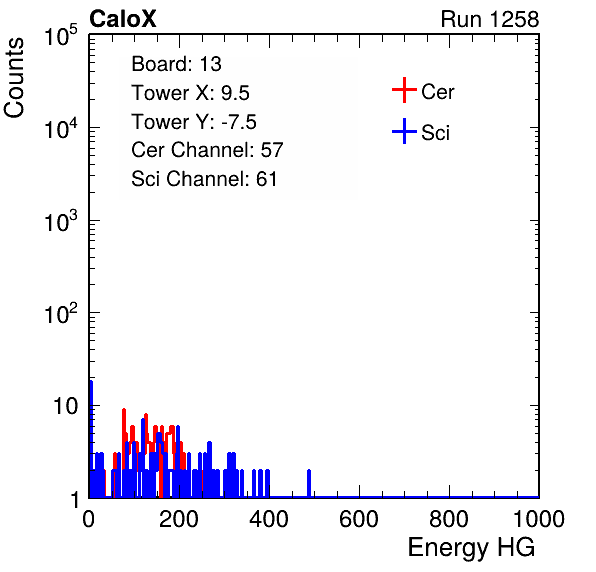 CaloX Run 1258
Counts
Board: 13
Tower X: 9.5
Tower Y: -7.5
Cer Channel: 57
Sci Channel: 61
Cer
Sci
10^5
10^4
10^3
10^2
10
1
0 200 400 600 800 1000
Energy HG